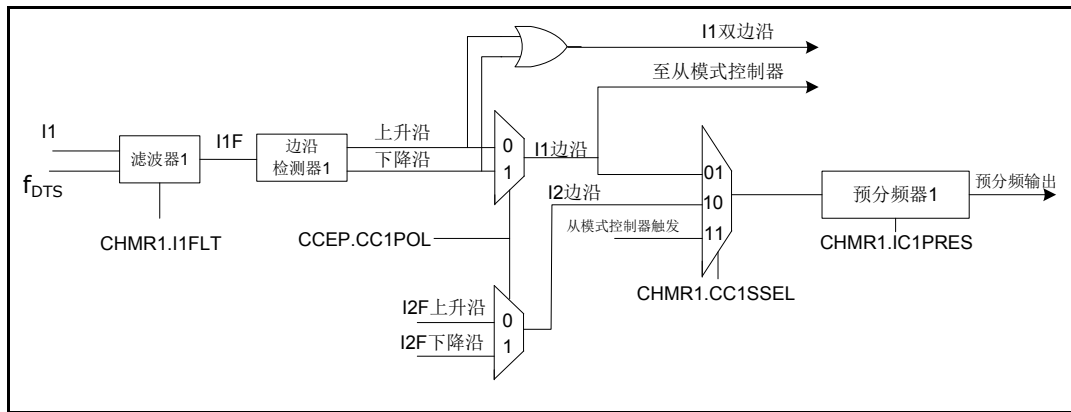 I1双边沿
至从模式控制器
I1
f_DTS
滤波器1
I1F
边沿
检测器1
上升沿
下降沿
0
1
I1边沿
I2边沿
从模式控制器触发
01
10
11
预分频器1
预分频输出
CHMR1.I1FLT
CCEP.CC1POL
CHMR1.IC1PRES
CHMR1.CC1SSEL
I2F上升沿
I2F下降沿
0
1